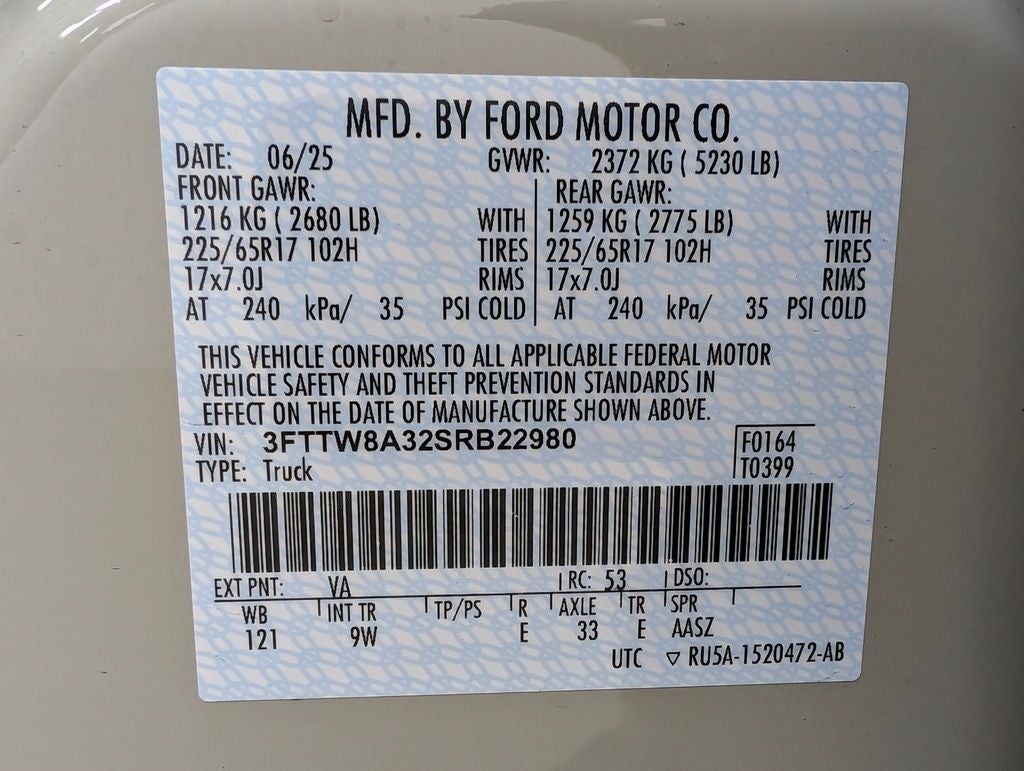 MFD. BY FORD MOTOR CO.
DATE: 06/25 GVWR: 2372 KG ( 5230 LB)
FRONT GAWR: REAR GAWR:
1216 KG ( 2680 LB) WITH 1259 KG ( 2775 LB) WITH
225/65R17 102H TIRES 225/65R17 102H TIRES
17x7.0J RIMS 17x7.0J RIMS
AT 240 kPa/ 35 PSI COLD AT 240 kPa/ 35 PSI COLD
THIS VEHICLE CONFORMS TO ALL APPLICABLE FEDERAL MOTOR
VEHICLE SAFETY AND THEFT PREVENTION STANDARDS IN
EFFECT ON THE DATE OF MANUFACTURE SHOWN ABOVE.
VIN: 3FTTW8A32SRB22980 F0164
TYPE: Truck T0399
EXT PNT: VA RC: 53 DSO:
WB INT TR TP/PS R AXLE TR SPR
121 9W E 33 E AASZ
UTC ▽ RU5A-1520472-AB